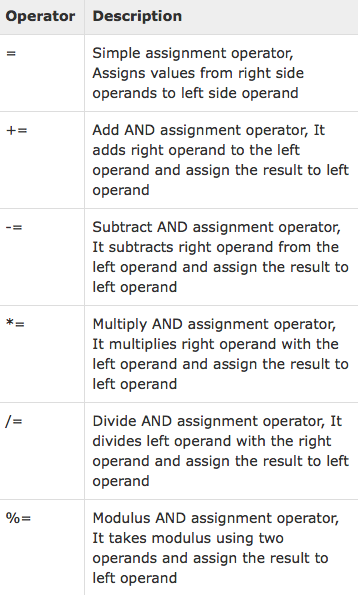 Operator Description
= Simple assignment operator,
Assigns values from right side
operands to left side operand
+= Add AND assignment operator, It
adds right operand to the left
operand and assign the result to left
operand
-= Subtract AND assignment operator,
It subtracts right operand from the
left operand and assign the result to
left operand
*= Multiply AND assignment operator,
It multiplies right operand with the
left operand and assign the result to
left operand
/= Divide AND assignment operator, It
divides left operand with the right
operand and assign the result to left
operand
%= Modulus AND assignment operator,
It takes modulus using two
operands and assign the result to
left operand